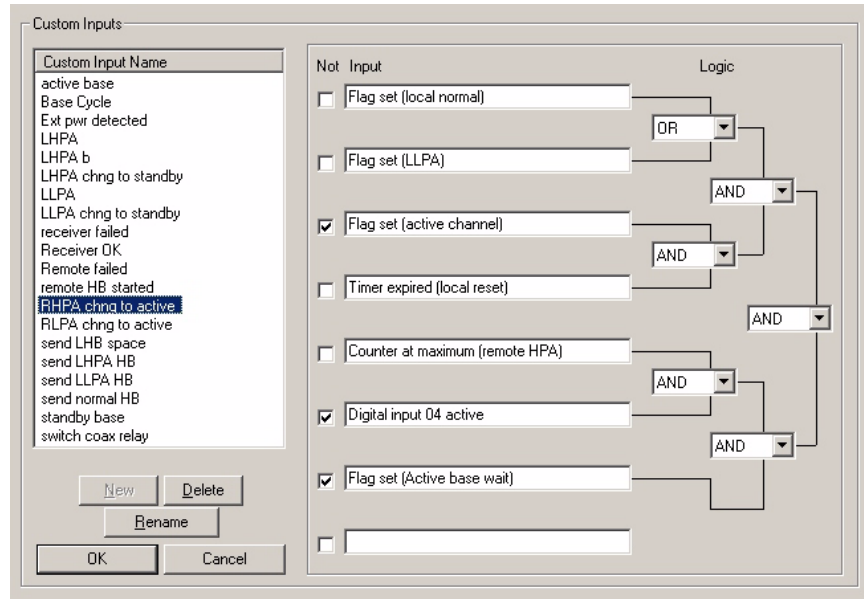 Custom Inputs
Custom Input Name
active base
Base Cycle
Ext pwr detected
LHPA
LHPA b
LHPA chng to standby
LLPA
LLPA chng to standby
receiver failed
Receiver OK
Remote failed
remote HB started
RHPA chng to active
RLPA chng to active
send LHB space
send LHPA HB
send LLPA HB
send normal HB
standby base
switch coax relay
New Delete
Rename
OK Cancel
Not Input Logic
Flag set (local normal)
OR
Flag set (LLPA)
AND
Flag set (active channel)
AND
Timer expired (local reset)
AND
Counter at maximum (remote HPA)
AND
Digital input 04 active
AND
Flag set (Active base wait)